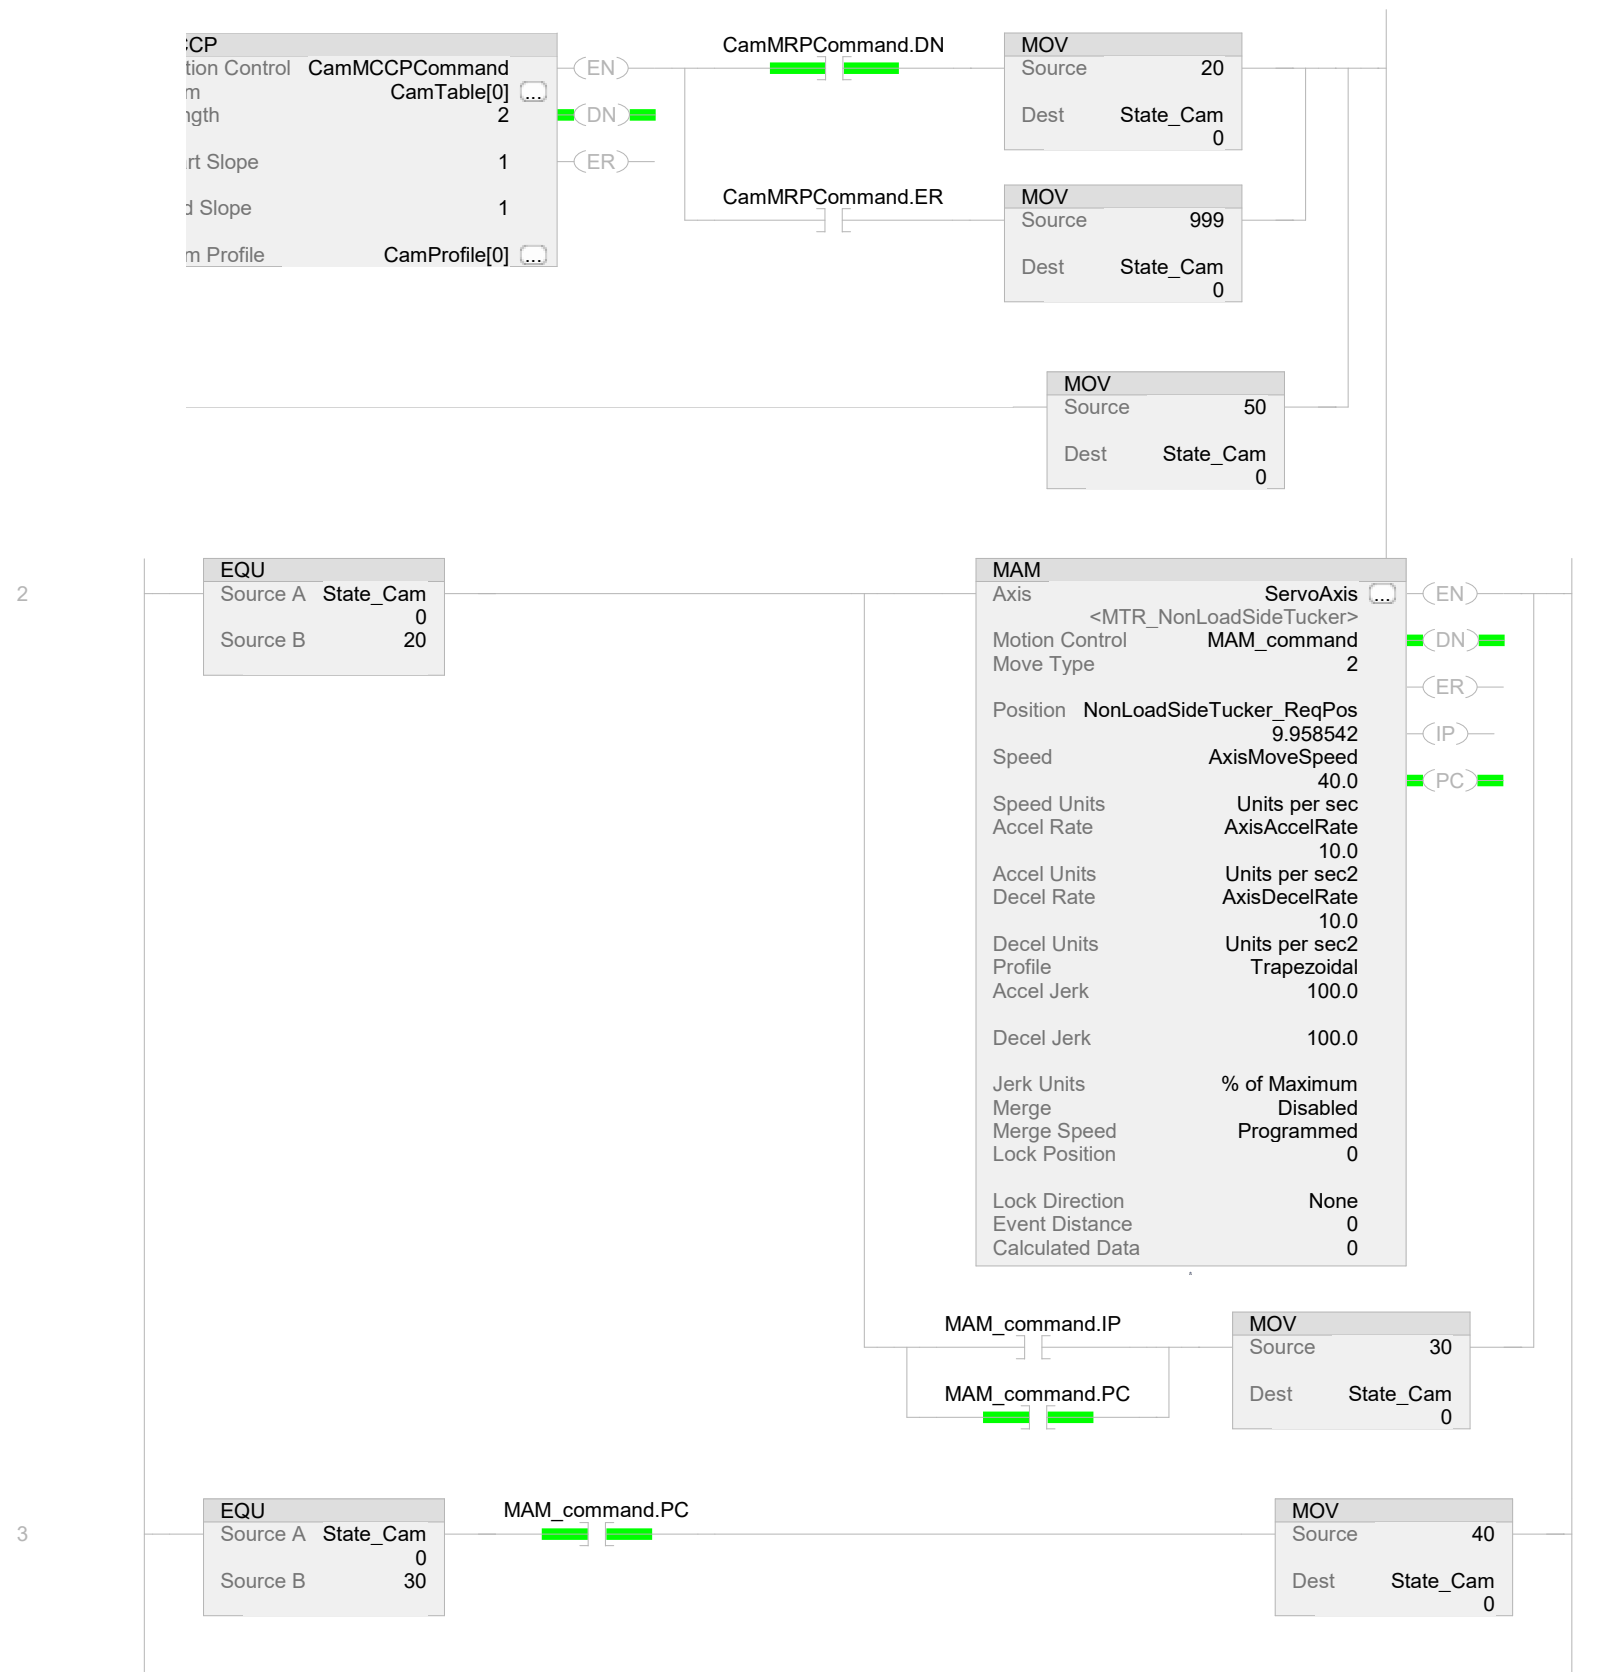 CCP
tion Control CamMCCPCommand
m CamTable[0] ...
ngth 2
rt Slope 1
d Slope 1
m Profile CamProfile[0] ...
EN
DN
ER
CamMRPCommand.DN
MOV
Source 20
Dest State_Cam
0
CamMRPCommand.ER
MOV
Source 999
Dest State_Cam
0
MOV
Source 50
Dest State_Cam
0
2
EQU
Source A State_Cam
0
Source B 20
MAM
Axis ServoAxis ...
<MTR_NonLoadSideTucker>
Motion Control MAM_command
Move Type 2
Position NonLoadSideTucker_ReqPos
9.958542
Speed AxisMoveSpeed
40.0
Speed Units Units per sec
Accel Rate AxisAccelRate
10.0
Accel Units Units per sec2
Decel Rate AxisDecelRate
10.0
Decel Units Units per sec2
Profile Trapezoidal
Accel Jerk 100.0
Decel Jerk 100.0
Jerk Units % of Maximum
Merge Disabled
Merge Speed Programmed
Lock Position 0
Lock Direction None
Event Distance 0
Calculated Data 0
EN
DN
ER
IP
PC
MAM_command.IP
MAM_command.PC
MOV
Source 30
Dest State_Cam
0
3
EQU
Source A State_Cam
0
Source B 30
MAM_command.PC
MOV
Source 40
Dest State_Cam
0